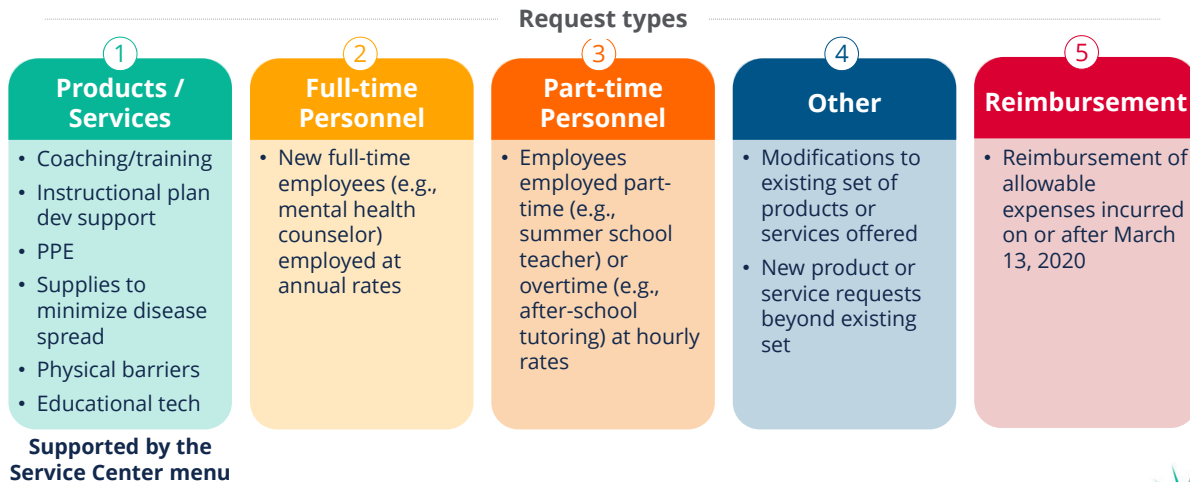 Request types
1
Products /
Services
• Coaching/training
• Instructional plan
dev support
• PPE
• Supplies to
minimize disease
spread
• Physical barriers
• Educational tech
Supported by the
Service Center menu
2
Full-time
Personnel
• New full-time
employees (e.g.,
mental health
counselor)
employed at
annual rates
3
Part-time
Personnel
• Employees
employed part-
time (e.g.,
summer school
teacher) or
overtime (e.g.,
after-school
tutoring) at hourly
rates
4
Other
• Modifications to
existing set of
products or
services offered
• New product or
service requests
beyond existing
set
5
Reimbursement
• Reimbursement of
allowable
expenses incurred
on or after March
13, 2020